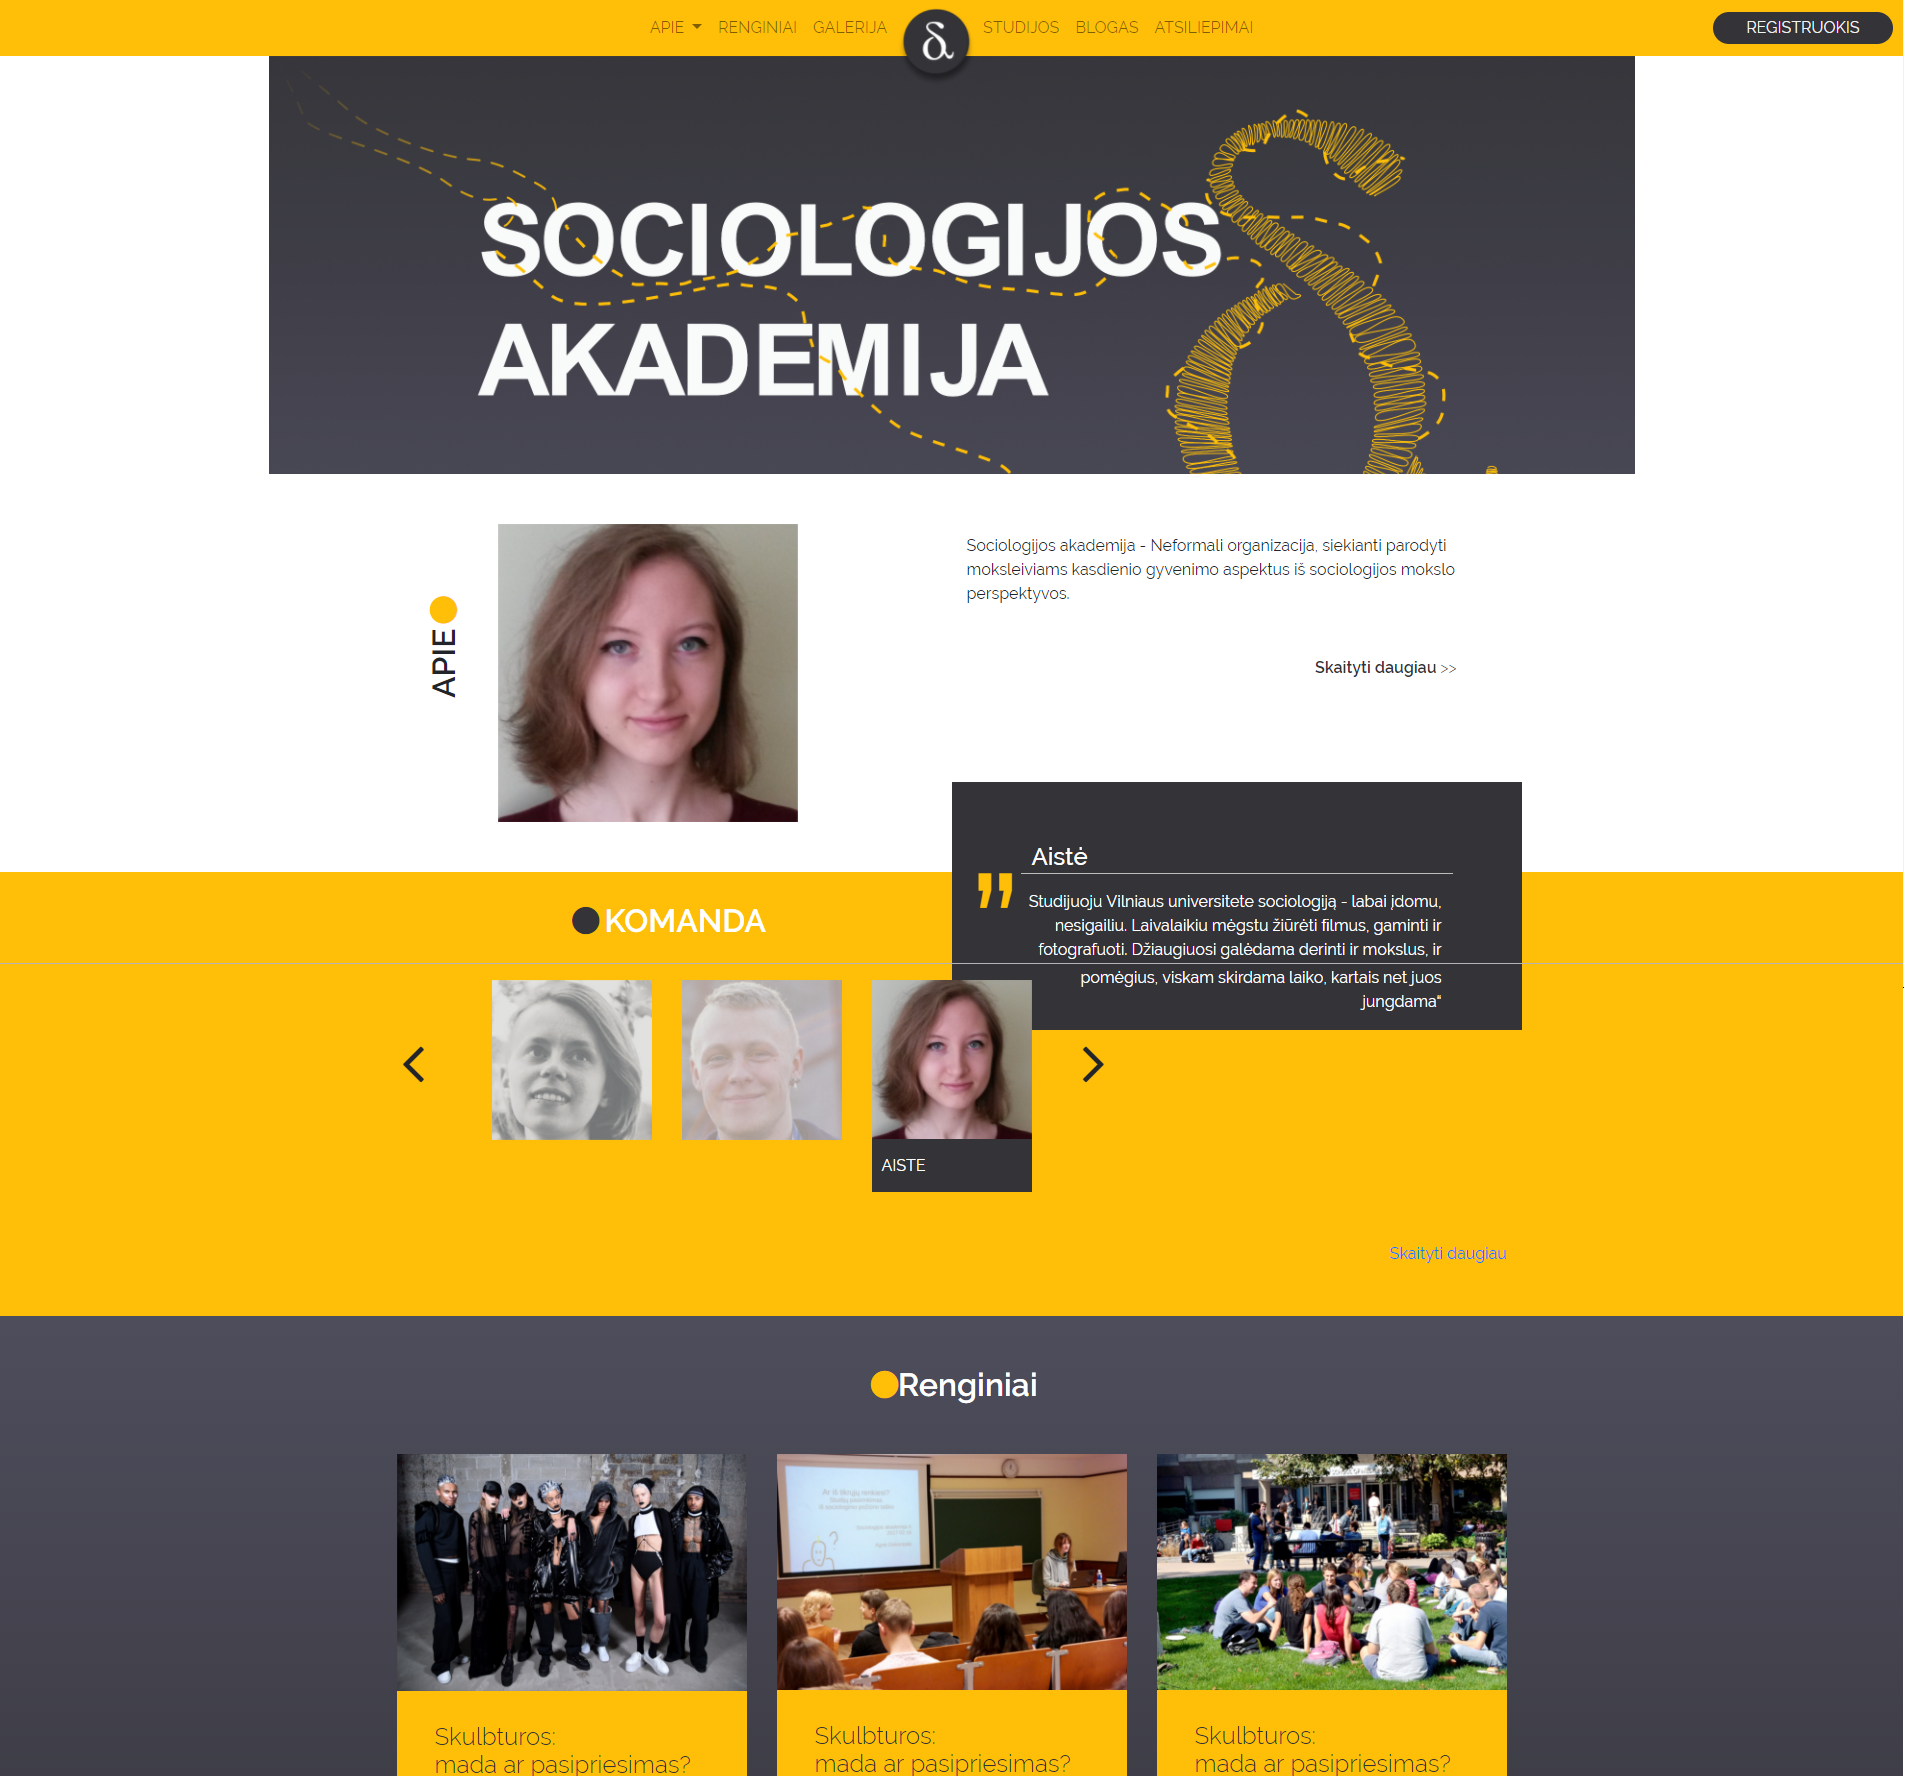 APIE
RENGINIAI
GALERIJA
δ
STUDIJOS
BLOGAS
ATSILIEPIMAI
REGISTRUOKIS
SOCIOLOGIJOS
AKADEMIJA
APIE
Sociologijos akademija - Neformali organizacija, siekianti parodyti
moksleiviams kasdienio gyvenimo aspektus iš sociologijos mokslo
perspektyvos.
Skaityti daugiau >>
Aistė
"
Studijuoju Vilniaus universitete sociologiją - labai įdomu,
nesigailiu. Laivalaikiu mėgstu žiūrėti filmus, gaminti ir
fotografuoti. Džiaugiuosi galėdama derinti ir mokslus, ir
pomėgius, viskam skirdama laiko, kartais net juos
jungdama“
KOMANDA
AISTE
Skaityti daugiau
Renginiai
Skulbturos:
mada ar pasipriesimas?
Skulbturos:
mada ar pasipriesimas?
Skulbturos:
mada ar pasipriesimas?